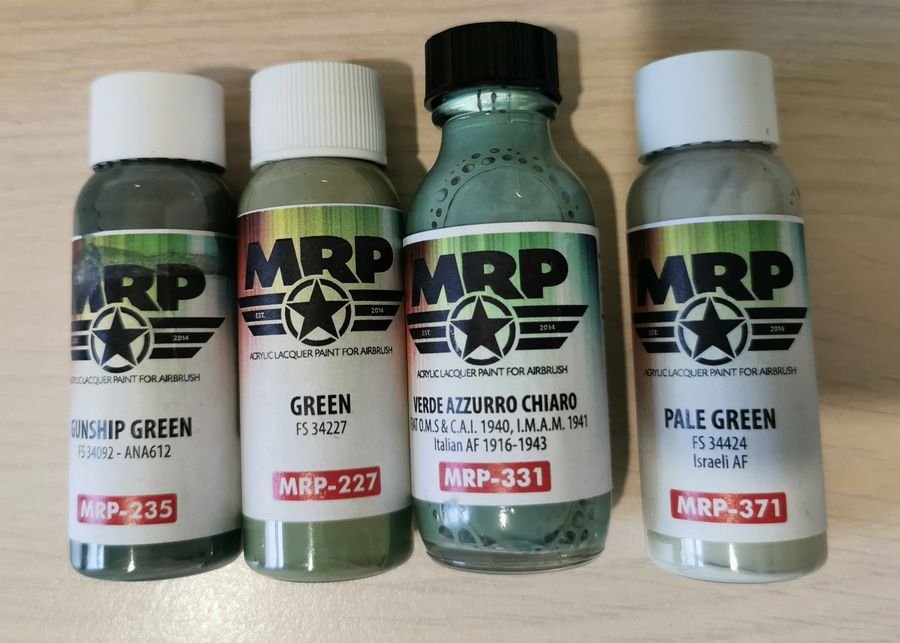 MRP
EST. 2014
ACRYLIC LACQUER PAINT FOR AIRBRUSH
GUNSHIP GREEN
FS 34092 - ANA612
MRP-235
MRP
EST. 2014
ACRYLIC LACQUER PAINT FOR AIRBRUSH
GREEN
FS 34227
MRP-227
MRP
EST. 2014
ACRYLIC LACQUER PAINT FOR AIRBRUSH
VERDE AZZURRO CHIARO
FIAT O.M.S & C.A.I. 1940, I.M.A.M. 1941
Italian AF 1916-1943
MRP-331
MRP
EST. 2014
ACRYLIC LACQUER PAINT FOR AIRBRUSH
PALE GREEN
FS 34424
Israeli AF
MRP-371